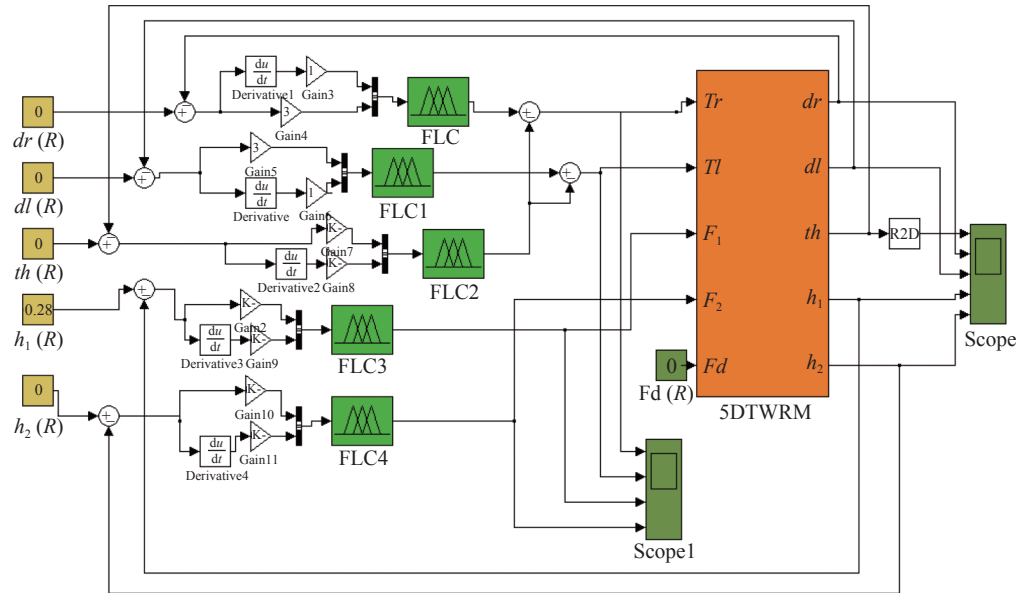 0
dr (R)
+
−
du
dt
Derivative1
1
Gain3
3
Gain4
FLC
+
−
0
dl (R)
+
−
3
Gain5
du
dt
Derivative
1
Gain6
FLC1
+
−
0
th (R)
+
−
K-
Gain7
du
dt
Derivative2
K-
Gain8
FLC2
0.28
h1 (R)
+
−
K-
Gain2
du
dt
Derivative3
K-
Gain9
FLC3
0
h2 (R)
+
−
K-
Gain10
du
dt
Derivative4
K-
Gain11
FLC4
Tr
dr
Tl
dl
F1
th
F2
h1
Fd
h2
5DTWRM
0
Fd (R)
R2D
Scope
Scope1